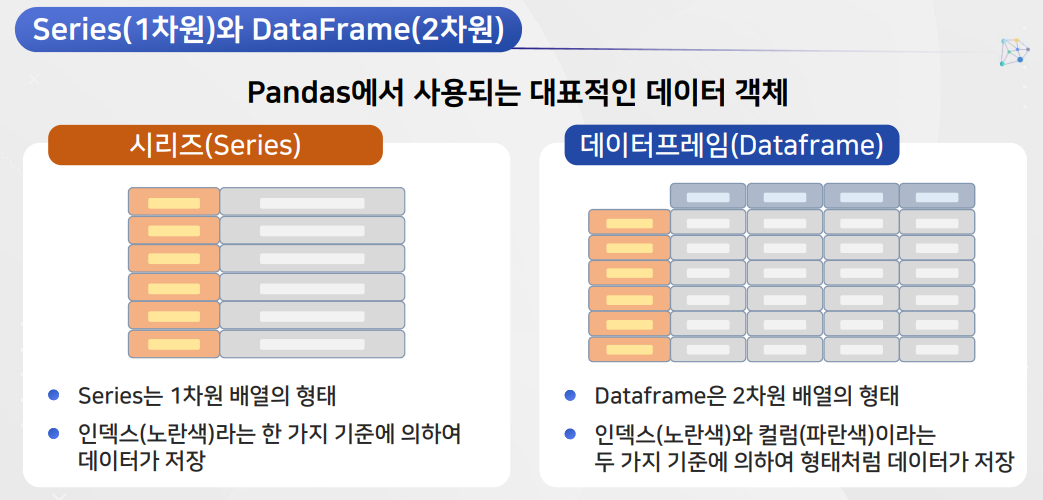 Series(1차원)와 DataFrame(2차원)
Pandas에서 사용되는 대표적인 데이터 객체
시리즈(Series)
Series는 1차원 배열의 형태
인덱스(노란색)라는 한 가지 기준에 의하여
데이터가 저장
데이터프레임(Dataframe)
Dataframe은 2차원 배열의 형태
인덱스(노란색)와 컬럼(파란색)이라는
두 가지 기준에 의하여 형태처럼 데이터가 저장